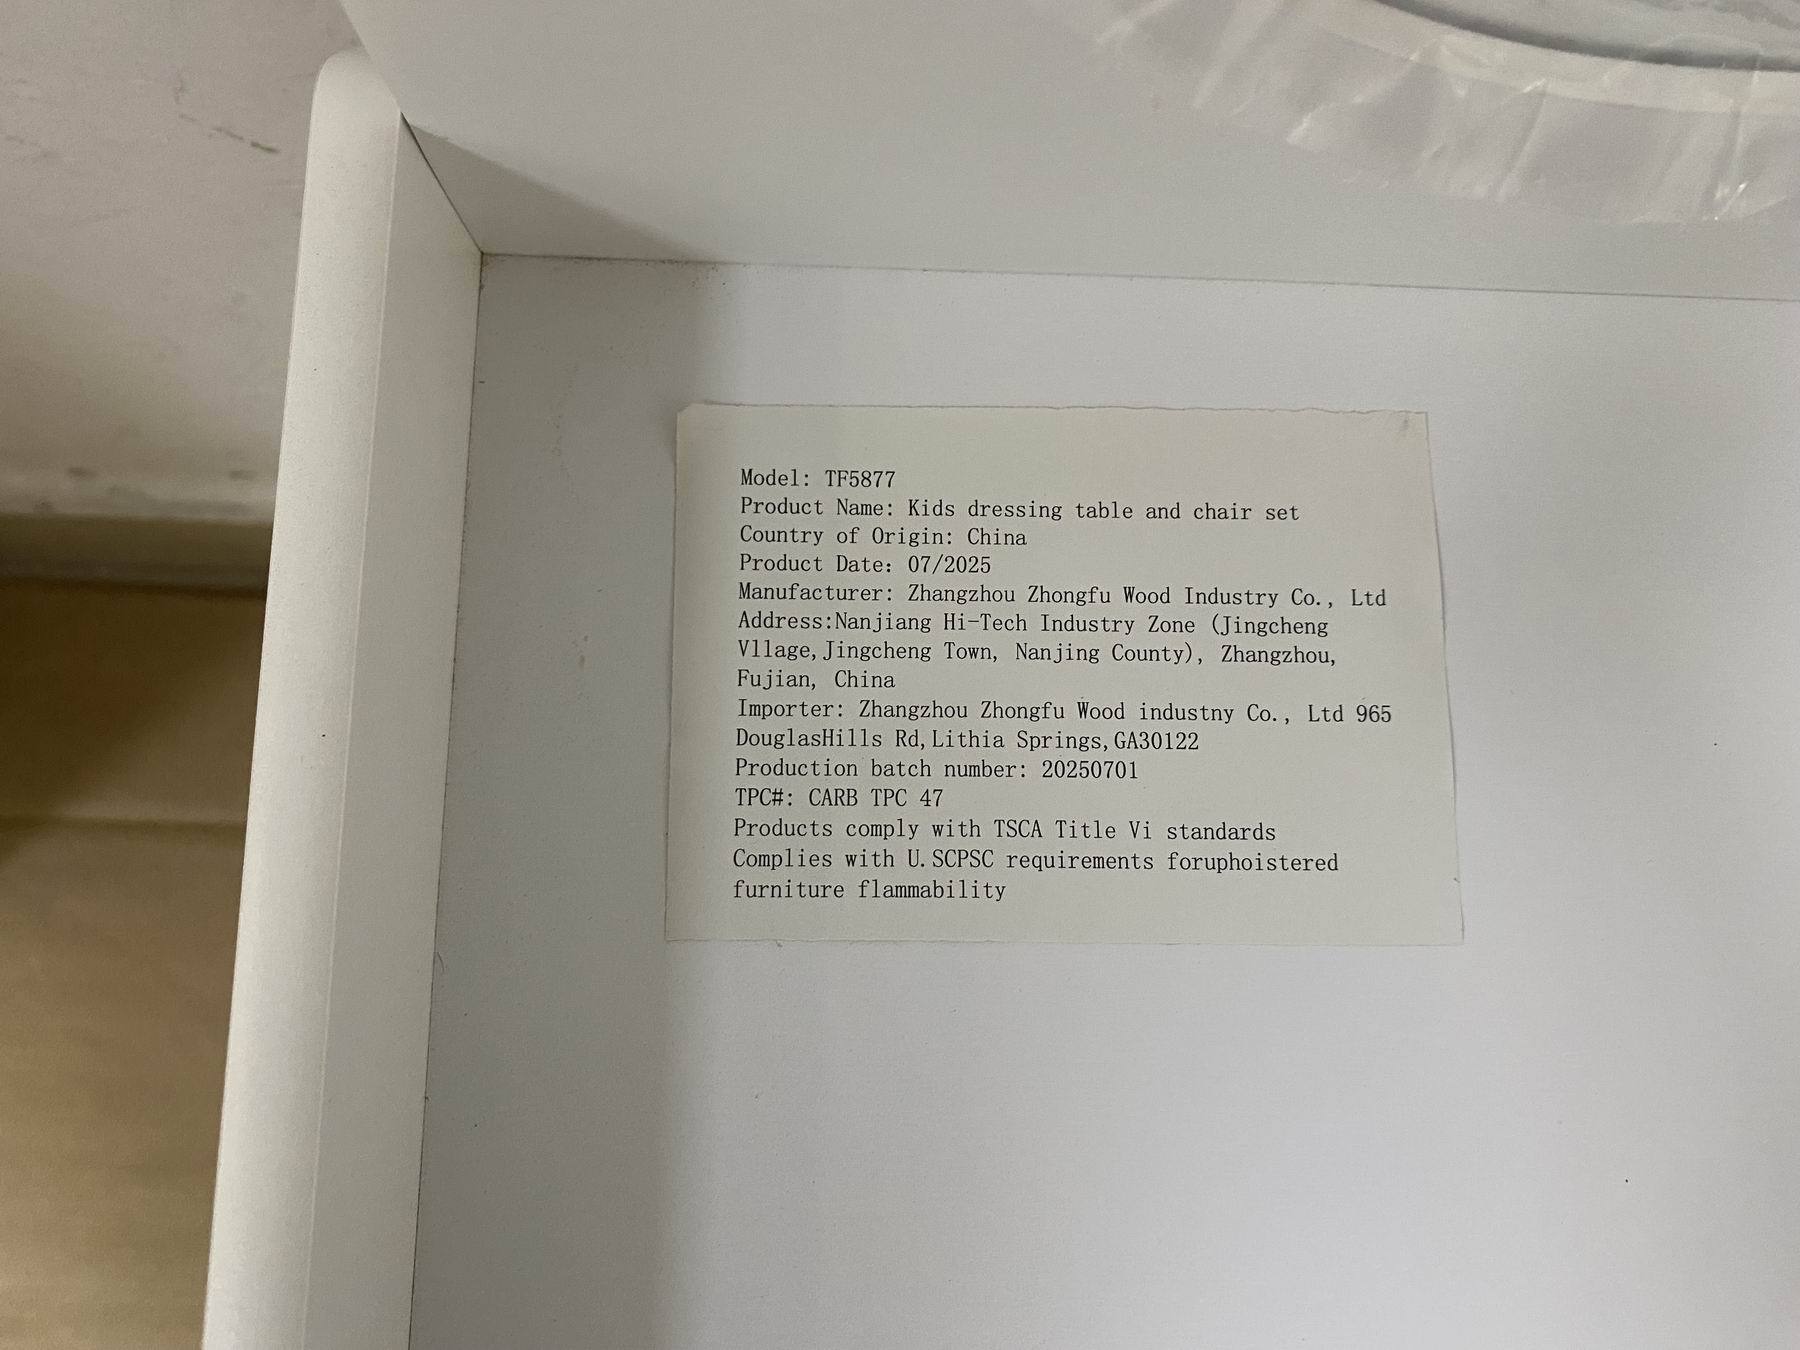 Model: TF5877
Product Name: Kids dressing table and chair set
Country of Origin: China
Product Date: 07/2025
Manufacturer: Zhangzhou Zhongfu Wood Industry Co., Ltd
Address:Nanjiang Hi-Tech Industry Zone (Jingcheng
Vllage,Jingcheng Town, Nanjing County), Zhangzhou,
Fujian, China
Importer: Zhangzhou Zhongfu Wood industny Co., Ltd 965
DouglasHills Rd,Lithia Springs,GA30122
Production batch number: 20250701
TPC#: CARB TPC 47
Products comply with TSCA Title Vi standards
Complies with U.SCPSC requirements foruphoistered
furniture flammability